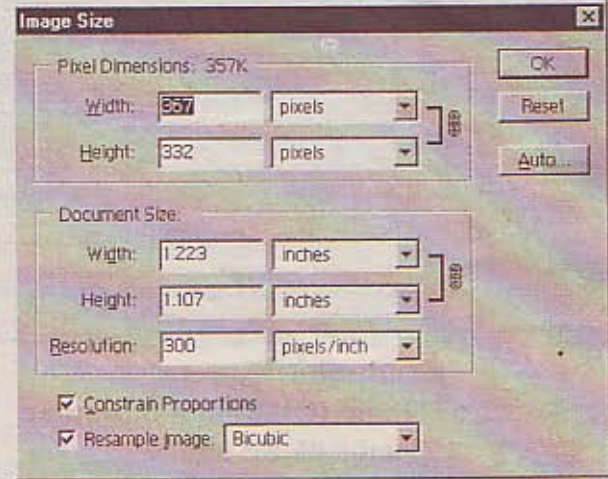 Image Size
Pixel Dimensions: 357K
OK
Width: 367 pixels
Reset
Height: 332 pixels
Auto...
Document Size:
Width: 1.223 inches
Height: 1.107 inches
Resolution: 300 pixels/inch
Constrain Proportions
Resample Image: Bicubic